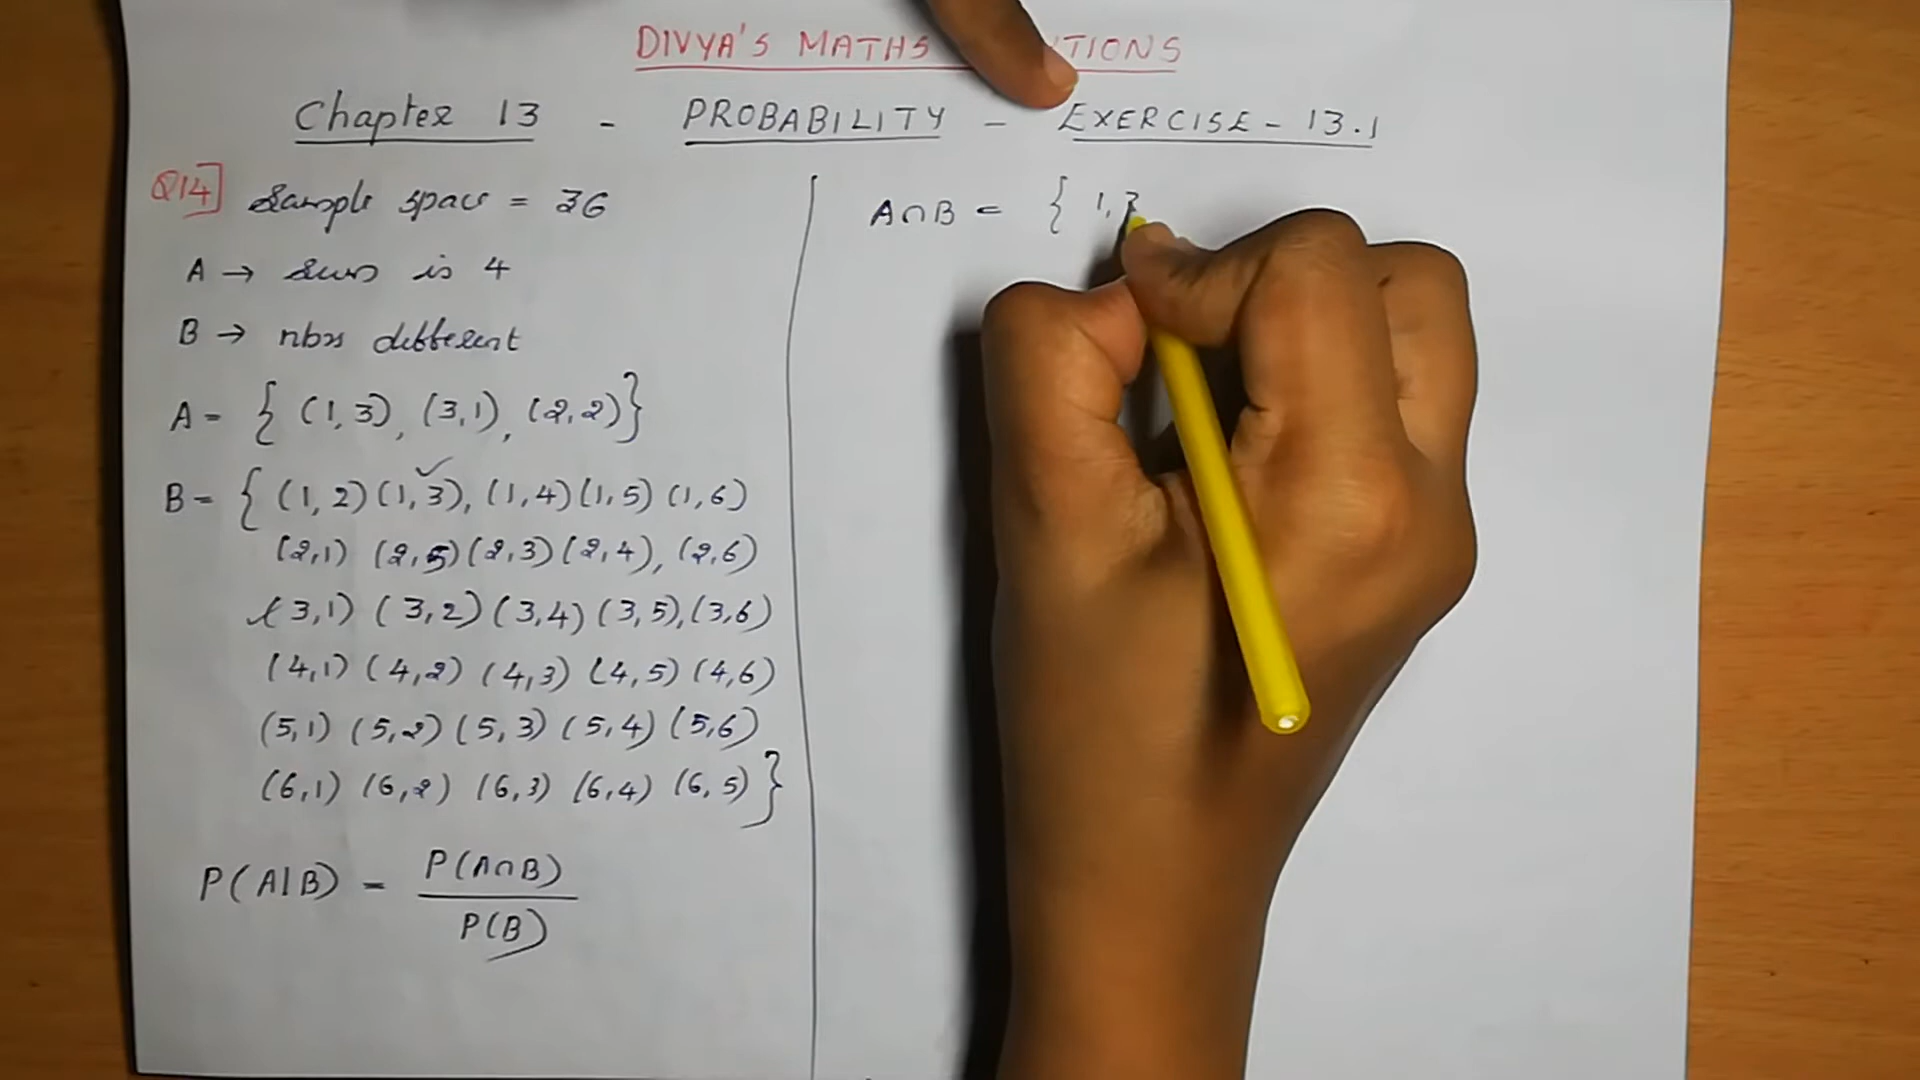 DIVYA'S MATHS TIONS
Chapter 13 - PROBABILITY - EXERCISE - 13.1
Q14] Sample space = 36
A → sum is 4
B → nbrs different
A = { (1,3), (3,1), (2,2)}
B = { (1,2) (1,3), (1,4) (1,5) (1,6)
(2,1) (2,5) (2,3) (2,4), (2,6)
(3,1) (3,2) (3,4) (3,5), (3,6)
(4,1) (4,2) (4,3) (4,5) (4,6)
(5,1) (5,2) (5,3) (5,4) (5,6)
(6,1) (6,2) (6,3) (6,4) (6,5) }
P(A|B) = P(A∩B)
P(B)
A∩B = { 1,3